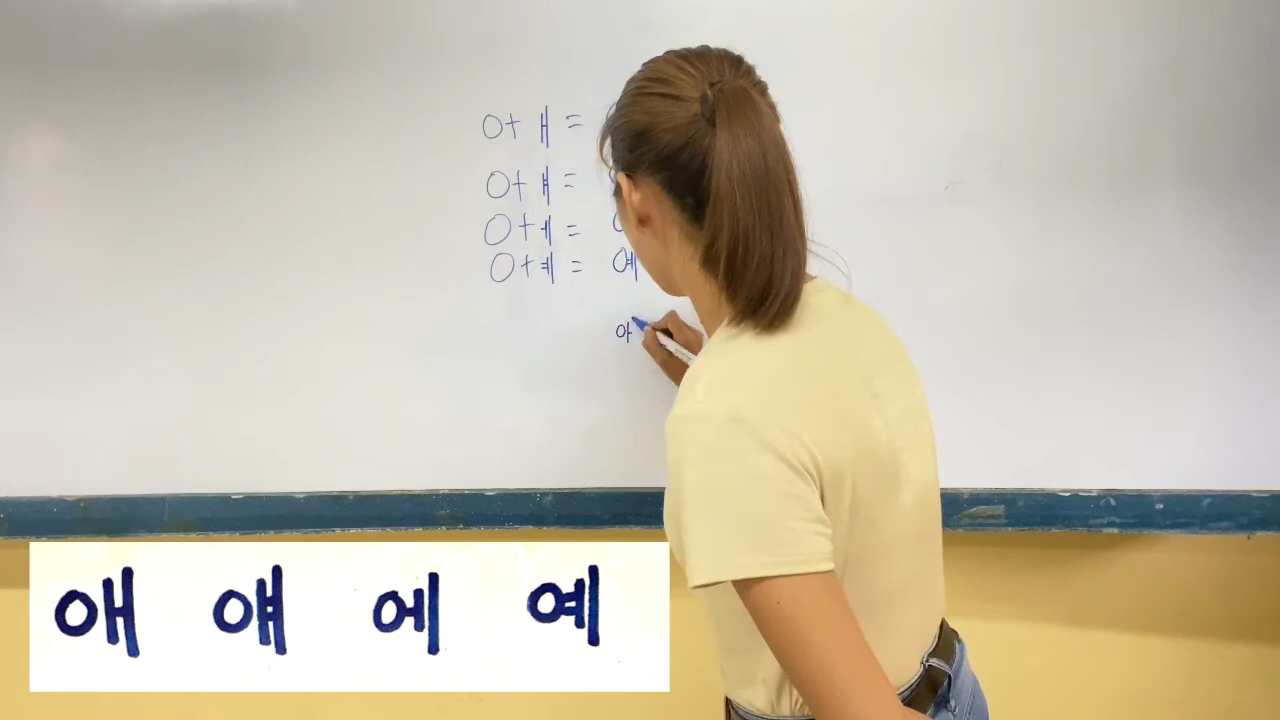 ㅇ+ㅐ=
ㅇ+ㅒ=
ㅇ+ㅔ=
ㅇ+ㅖ= 예
아
애 얘 에 예